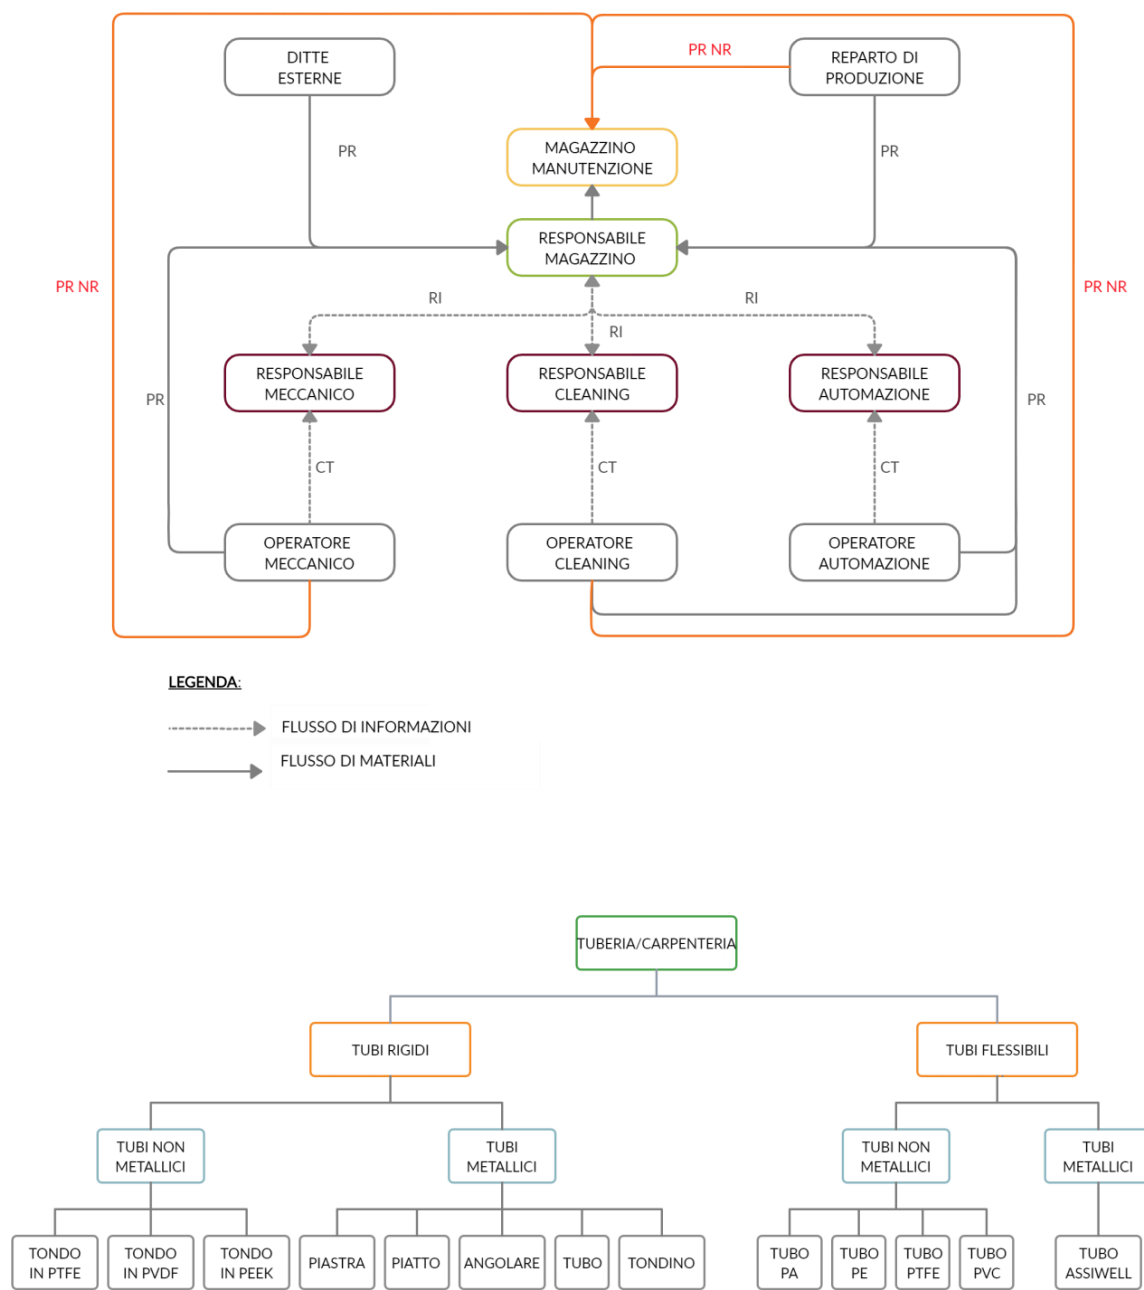 DITTE
ESTERNE
PR NR
REPARTO DI
PRODUZIONE
PR
MAGAZZINO
MANUTENZIONE
PR
RESPONSABILE
MAGAZZINO
PR NR
PR NR
RI
RI
RI
RESPONSABILE
MECCANICO
RESPONSABILE
CLEANING
RESPONSABILE
AUTOMAZIONE
PR
PR
CT
CT
CT
OPERATORE
MECCANICO
OPERATORE
CLEANING
OPERATORE
AUTOMAZIONE
LEGENDA:
FLUSSO DI INFORMAZIONI
FLUSSO DI MATERIALI
TUBERIA/CARPENTERIA
TUBI RIGIDI
TUBI FLESSIBILI
TUBI NON
METALLICI
TUBI
METALLICI
TUBI NON
METALLICI
TUBI
METALLICI
TONDO
IN PTFE
TONDO
IN PVDF
TONDO
IN PEEK
PIASTRA
PIATTO
ANGOLARE
TUBO
TONDINO
TUBO
PA
TUBO
PE
TUBO
PTFE
TUBO
PVC
TUBO
ASSIWELL